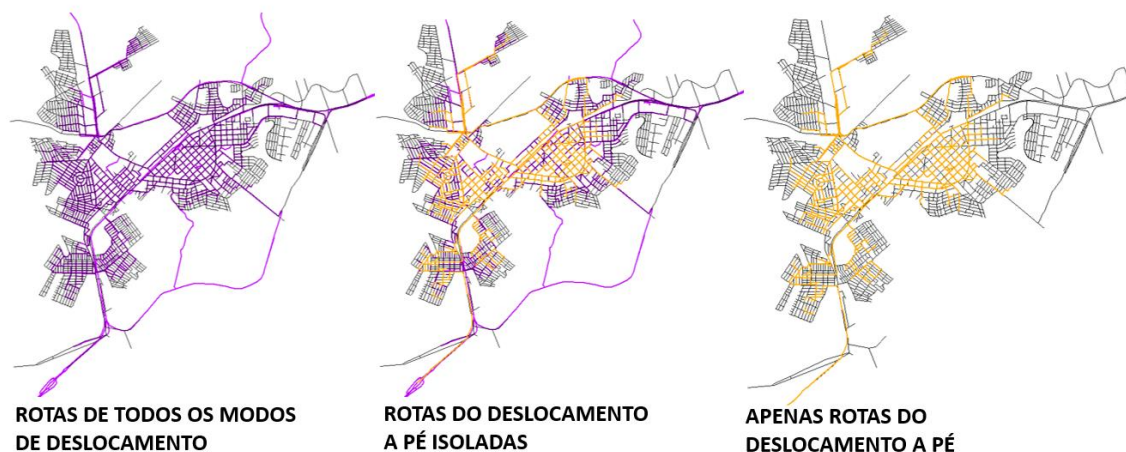 ROTAS DE TODOS OS MODOS
DE DESLOCAMENTO
ROTAS DO DESLOCAMENTO
A PÉ ISOLADAS
APENAS ROTAS DO
DESLOCAMENTO A PÉ